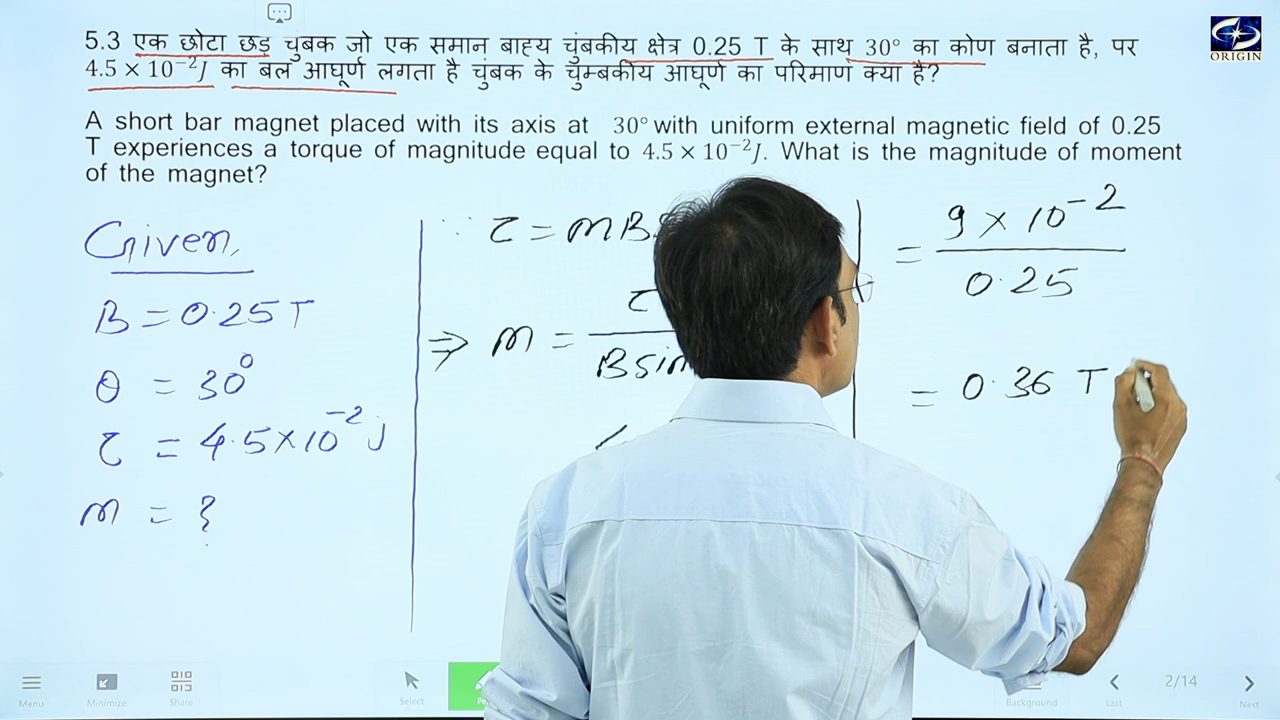 5.3 एक छोटा छड़ चुंबक जो एक समान बाह्य चुंबकीय क्षेत्र 0.25 T के साथ 30° का कोण बनाता है, पर
4.5 × 10⁻²J का बल आघूर्ण लगता है चुंबक के चुम्बकीय आघूर्ण का परिमाण क्या है?
A short bar magnet placed with its axis at 30° with uniform external magnetic field of 0.25
T experiences a torque of magnitude equal to 4.5 × 10⁻²J. What is the magnitude of moment
of the magnet?
ORIGIN
Given,
B = 0.25 T
θ = 30⁰
τ = 4.5×10⁻² J
m = ?
∵ τ = mBs
⇒ m = τ / B sin
= 9 × 10⁻² / 0.25
= 0.36 T
Menu
Minimize
Share
Select
Background
Last
2/14
Next